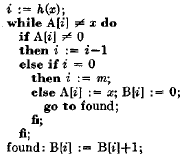 i := h(x);
while A[i] ≠ x do
if A[i] ≠ 0
then i := i−1
else if i = 0
then i := m;
else A[i] := x; B[i] := 0;
go to found;
fi;
fi;
found: B[i] := B[i]+1;